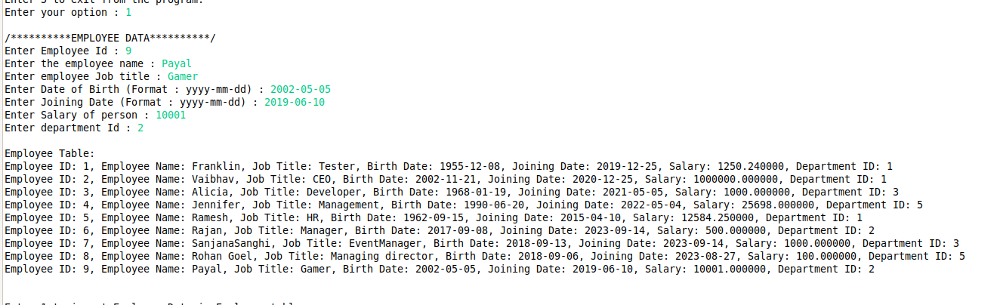 Enter 5 to exit from the program.
Enter your option : 1
/**********EMPLOYEE DATA**********/
Enter Employee Id : 9
Enter the employee name : Payal
Enter employee Job title : Gamer
Enter Date of Birth (Format : yyyy-mm-dd) : 2002-05-05
Enter Joining Date (Format : yyyy-mm-dd) : 2019-06-10
Enter Salary of person : 10001
Enter department Id : 2
Employee Table:
Employee ID: 1, Employee Name: Franklin, Job Title: Tester, Birth Date: 1955-12-08, Joining Date: 2019-12-25, Salary: 1250.240000, Department ID: 1
Employee ID: 2, Employee Name: Vaibhav, Job Title: CEO, Birth Date: 2002-11-21, Joining Date: 2020-12-25, Salary: 1000000.000000, Department ID: 1
Employee ID: 3, Employee Name: Alicia, Job Title: Developer, Birth Date: 1968-01-19, Joining Date: 2021-05-05, Salary: 1000.000000, Department ID: 3
Employee ID: 4, Employee Name: Jennifer, Job Title: Management, Birth Date: 1990-06-20, Joining Date: 2022-05-04, Salary: 25698.000000, Department ID: 5
Employee ID: 5, Employee Name: Ramesh, Job Title: HR, Birth Date: 1962-09-15, Joining Date: 2015-04-10, Salary: 12584.250000, Department ID: 1
Employee ID: 6, Employee Name: Rajan, Job Title: Manager, Birth Date: 2017-09-08, Joining Date: 2023-09-14, Salary: 500.000000, Department ID: 2
Employee ID: 7, Employee Name: SanjanaSanghi, Job Title: EventManager, Birth Date: 2018-09-13, Joining Date: 2023-09-14, Salary: 1000.000000, Department ID: 3
Employee ID: 8, Employee Name: Rohan Goel, Job Title: Managing director, Birth Date: 2018-09-06, Joining Date: 2023-08-27, Salary: 100.000000, Department ID: 5
Employee ID: 9, Employee Name: Payal, Job Title: Gamer, Birth Date: 2002-05-05, Joining Date: 2019-06-10, Salary: 10001.000000, Department ID: 2